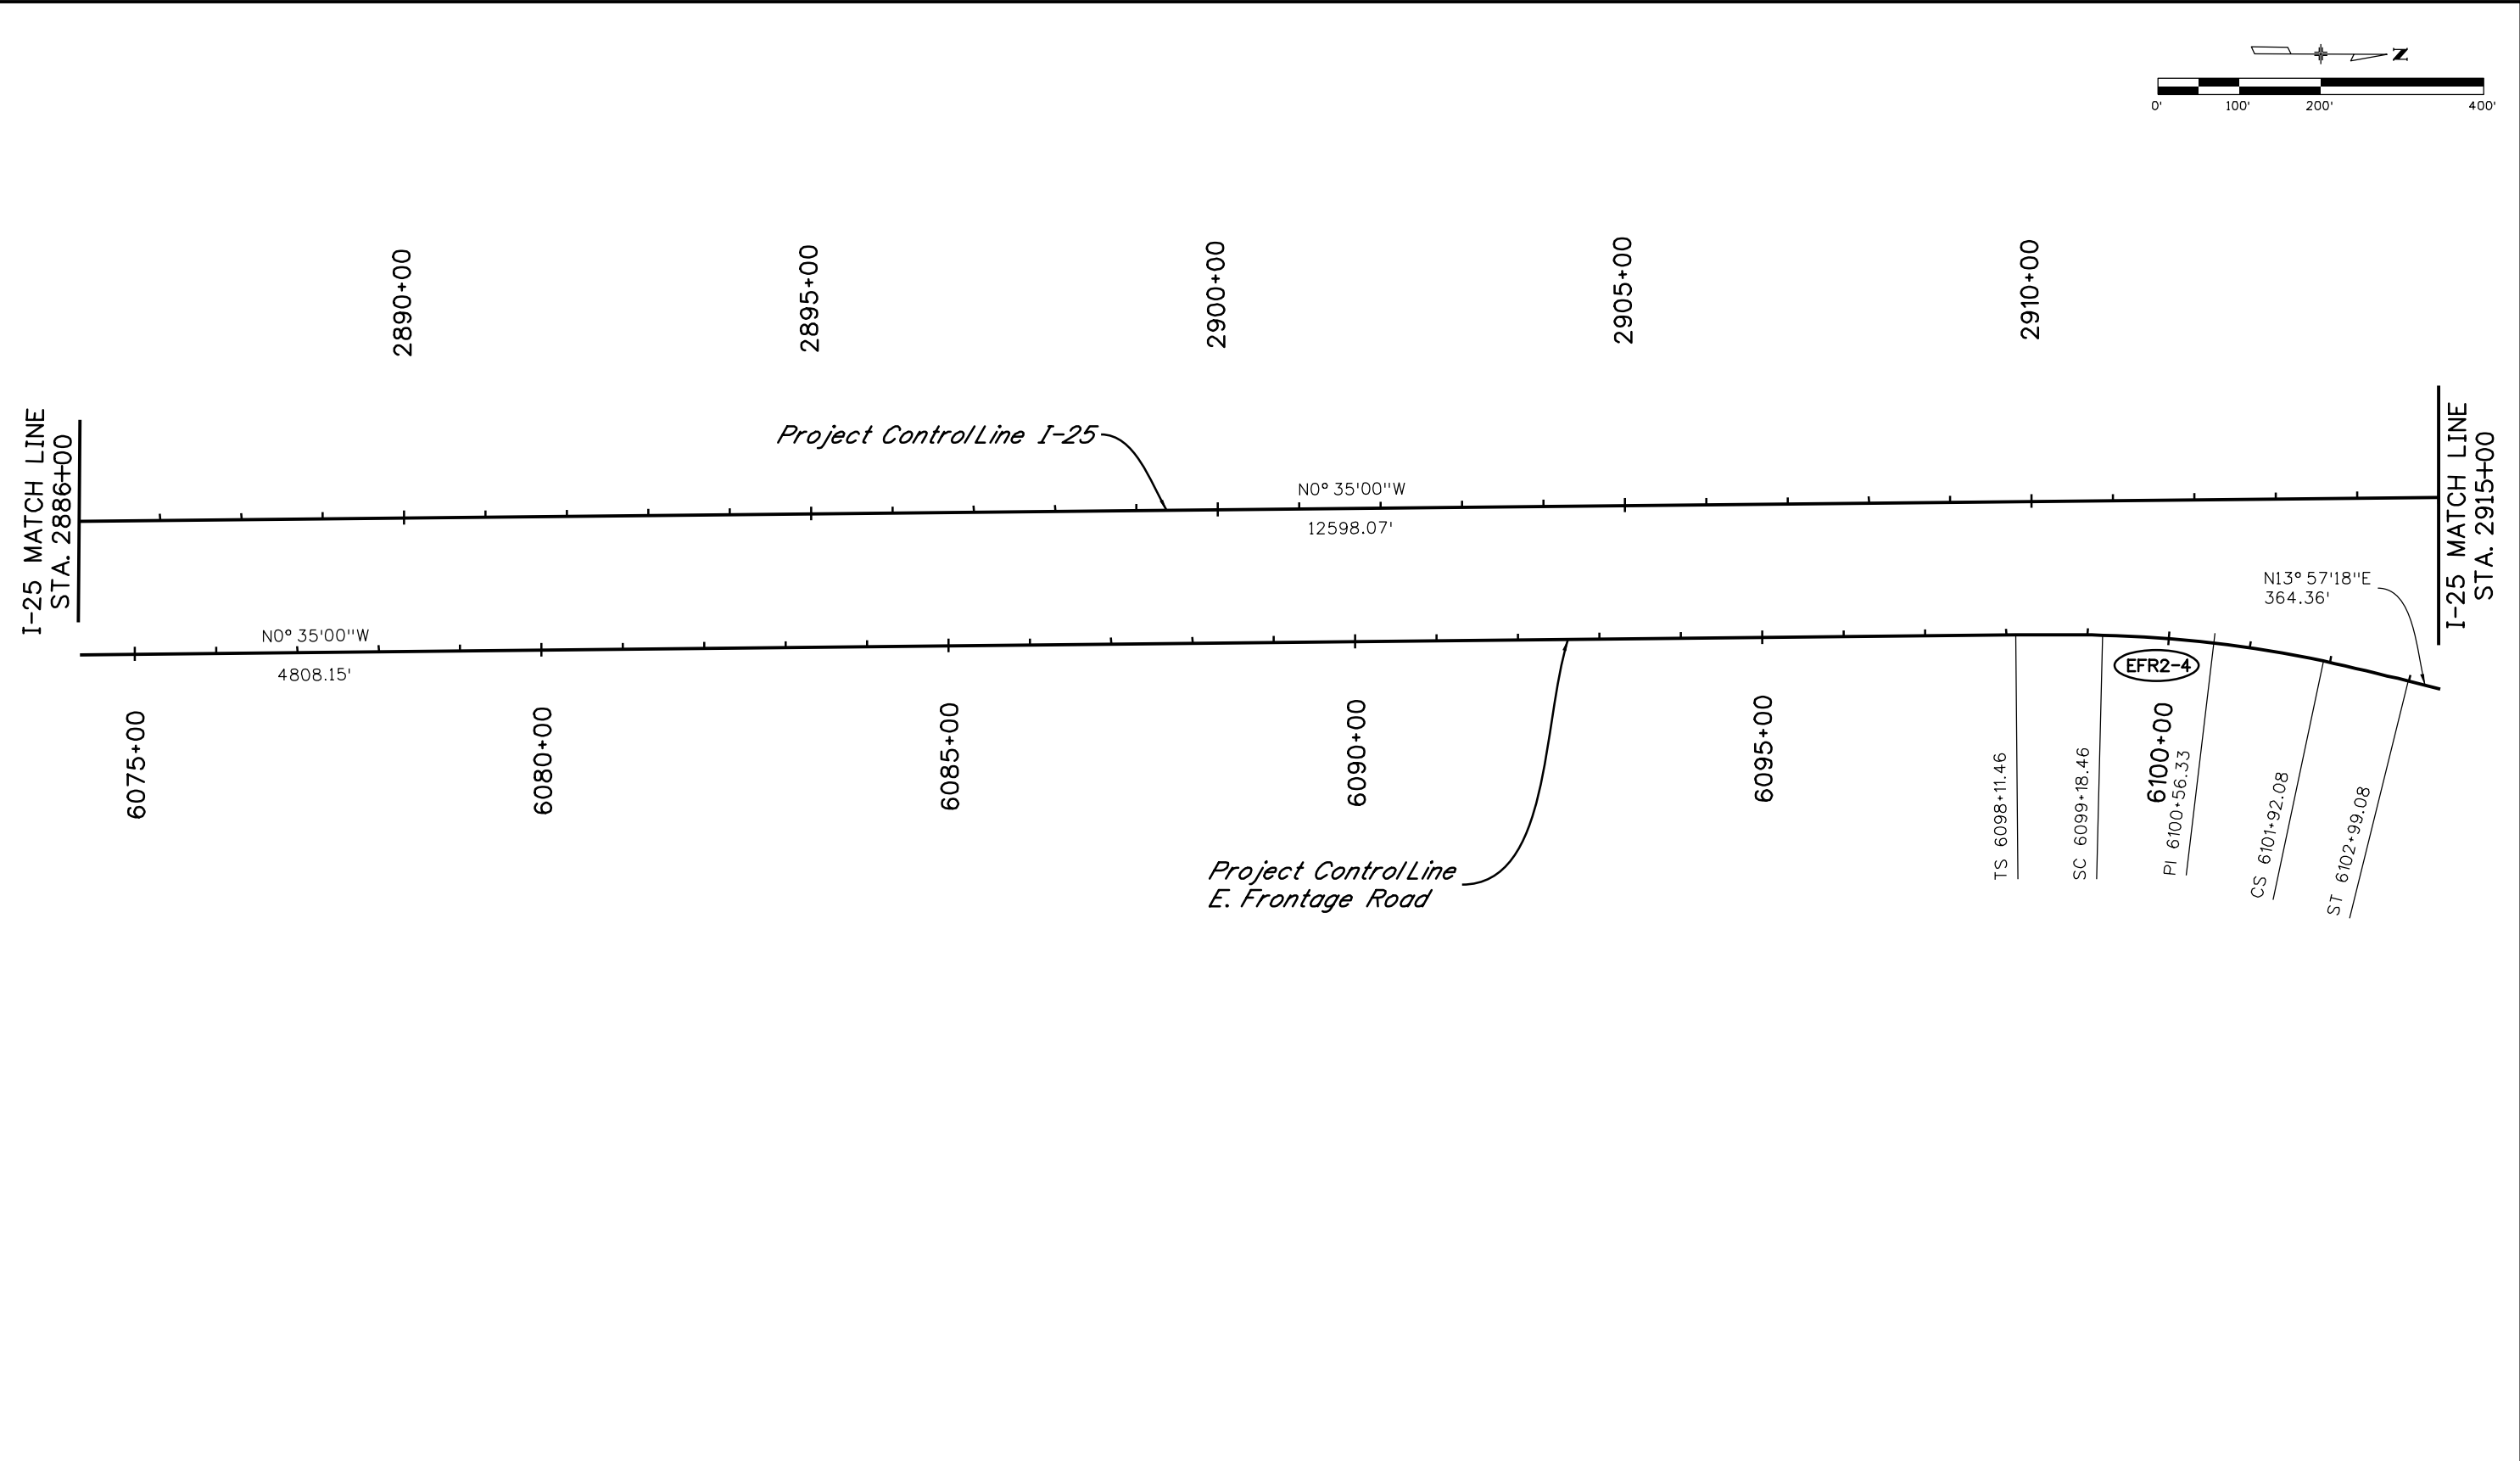 N
0' 100' 200' 400'
2890+00
2895+00
2900+00
2905+00
2910+00
I-25 MATCH LINE
STA. 2886+00
Project Control Line I-25
N0° 35'00"W
12598.07'
I-25 MATCH LINE
STA. 2915+00
N13° 57'18"E
364.36'
N0° 35'00"W
4808.15'
EFR2-4
6075+00
6080+00
6085+00
6090+00
6095+00
6100+00
TS 6098+11.46
SC 6099+18.46
PI 6100+56.33
CS 6101+92.08
ST 6102+99.08
Project Control Line
E. Frontage Road